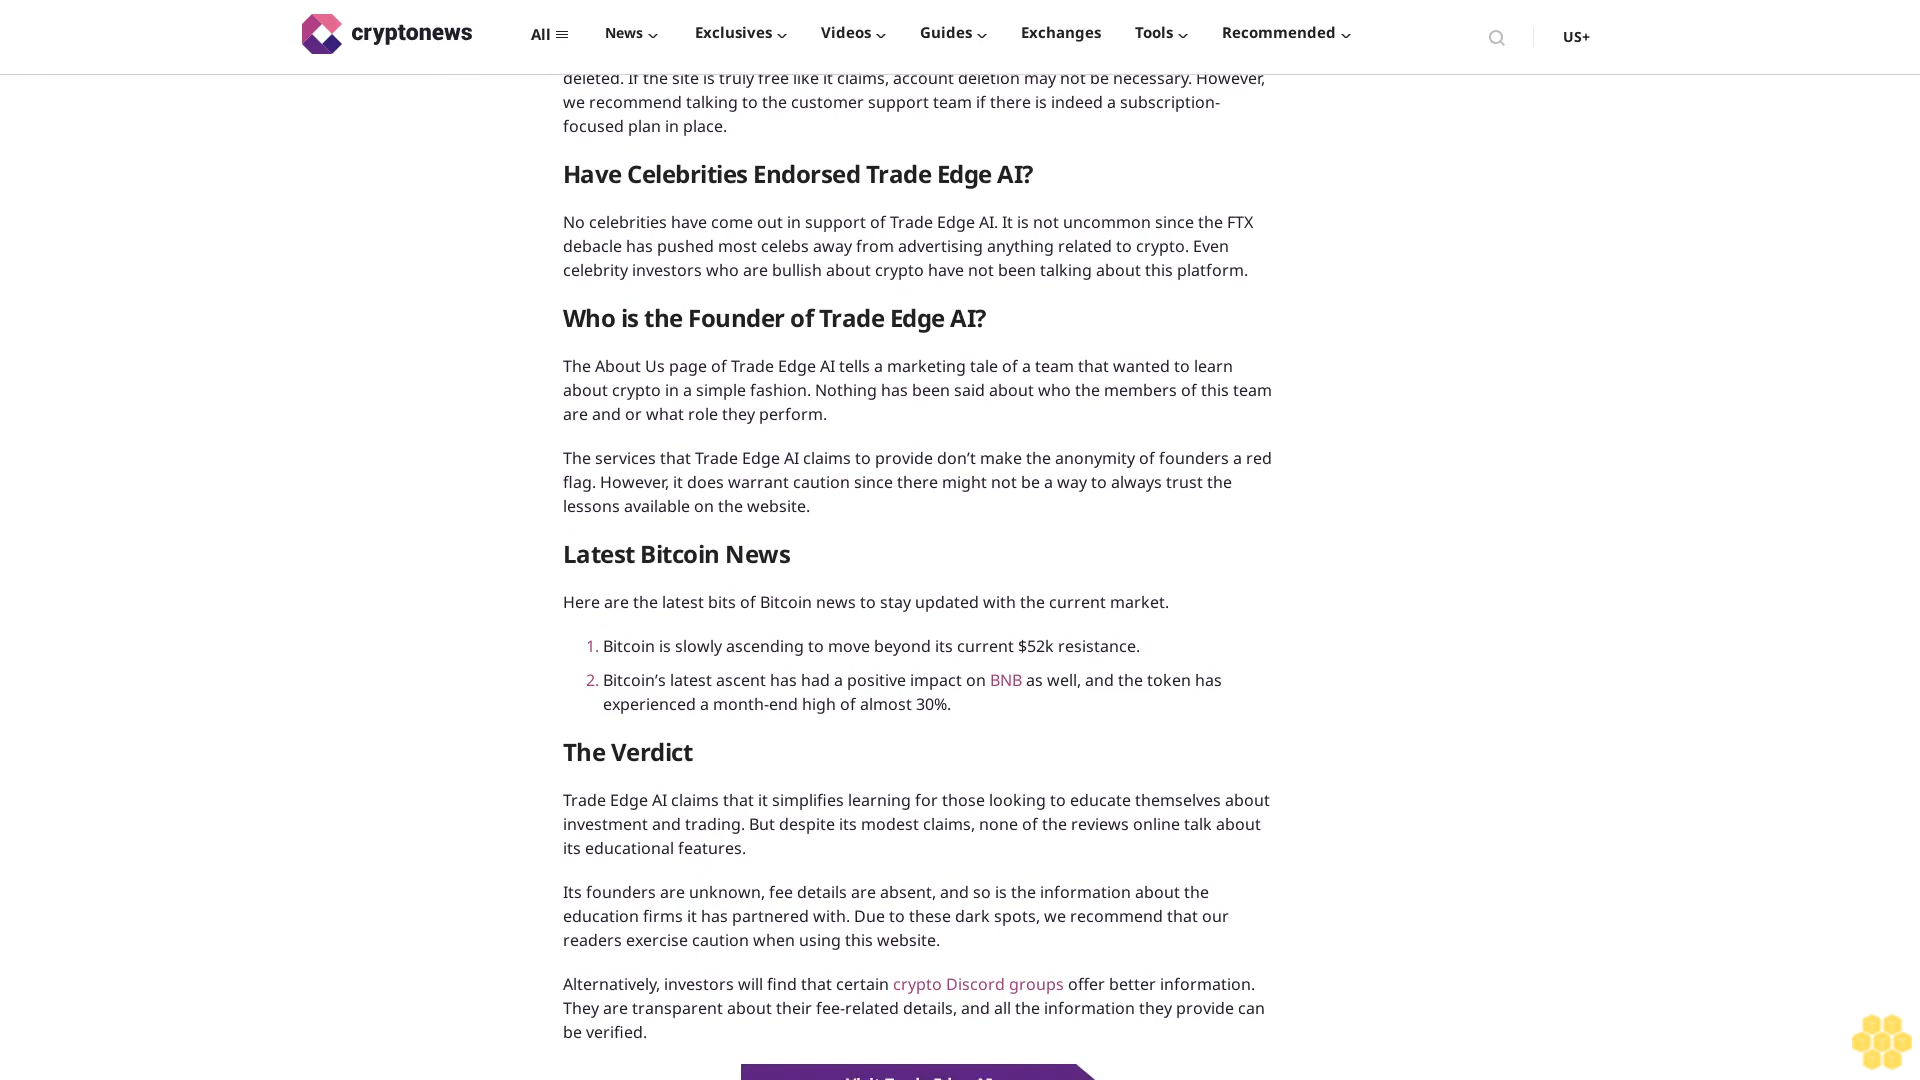 cryptonews
All
News
Exclusives
Videos
Guides
Exchanges
Tools
Recommended
US+
deleted. If the site is truly free like it claims, account deletion may not be necessary. However,
we recommend talking to the customer support team if there is indeed a subscription-
focused plan in place.
Have Celebrities Endorsed Trade Edge AI?
No celebrities have come out in support of Trade Edge AI. It is not uncommon since the FTX
debacle has pushed most celebs away from advertising anything related to crypto. Even
celebrity investors who are bullish about crypto have not been talking about this platform.
Who is the Founder of Trade Edge AI?
The About Us page of Trade Edge AI tells a marketing tale of a team that wanted to learn
about crypto in a simple fashion. Nothing has been said about who the members of this team
are and or what role they perform.
The services that Trade Edge AI claims to provide don’t make the anonymity of founders a red
flag. However, it does warrant caution since there might not be a way to always trust the
lessons available on the website.
Latest Bitcoin News
Here are the latest bits of Bitcoin news to stay updated with the current market.
1. Bitcoin is slowly ascending to move beyond its current $52k resistance.
2. Bitcoin’s latest ascent has had a positive impact on BNB as well, and the token has
experienced a month-end high of almost 30%.
The Verdict
Trade Edge AI claims that it simplifies learning for those looking to educate themselves about
investment and trading. But despite its modest claims, none of the reviews online talk about
its educational features.
Its founders are unknown, fee details are absent, and so is the information about the
education firms it has partnered with. Due to these dark spots, we recommend that our
readers exercise caution when using this website.
Alternatively, investors will find that certain crypto Discord groups offer better information.
They are transparent about their fee-related details, and all the information they provide can
be verified.
Visit Trade Edge AI